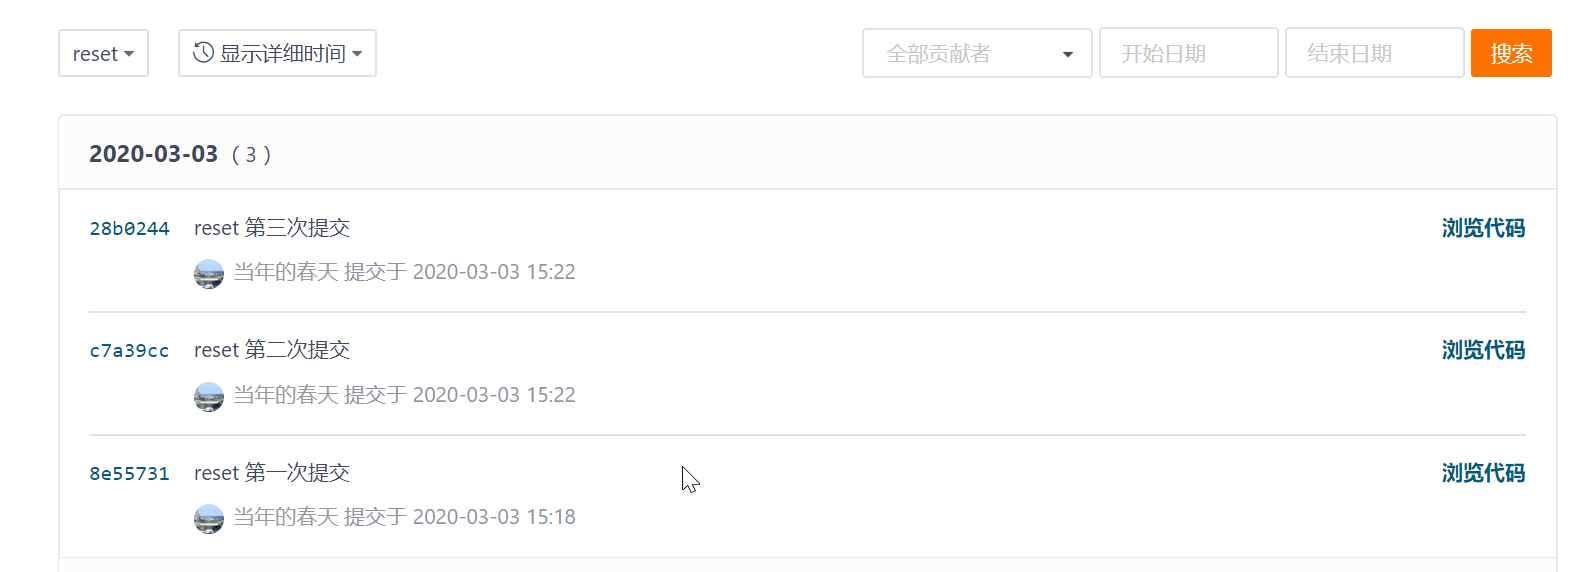 reset 显示详细时间 全部贡献者 开始日期 结束日期 搜索
2020-03-03 ( 3 )
28b0244 reset 第三次提交 浏览代码
当年的春天 提交于 2020-03-03 15:22
c7a39cc reset 第二次提交 浏览代码
当年的春天 提交于 2020-03-03 15:22
8e55731 reset 第一次提交 浏览代码
当年的春天 提交于 2020-03-03 15:18